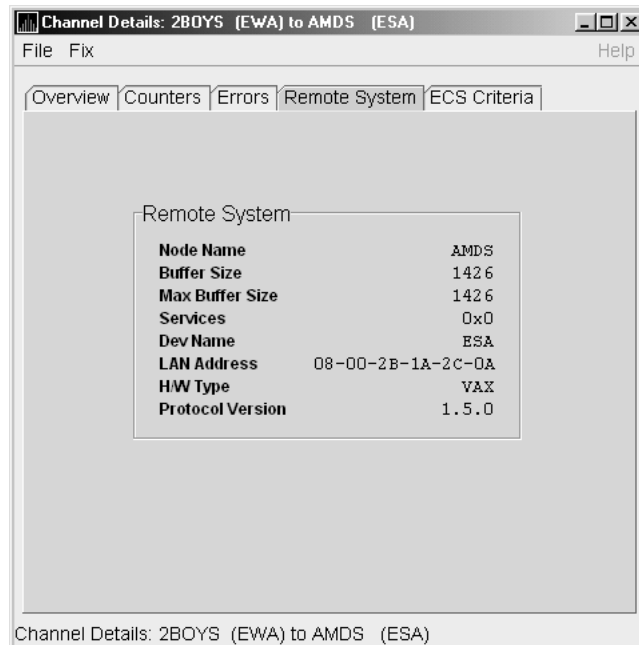 Channel Details: 2BOYS (EWA) to AMDS (ESA)
File Fix Help
Overview Counters Errors Remote System ECS Criteria
Remote System
Node Name AMDS
Buffer Size 1426
Max Buffer Size 1426
Services 0x0
Dev Name ESA
LAN Address 08-00-2B-1A-2C-0A
H/W Type VAX
Protocol Version 1.5.0
Channel Details: 2BOYS (EWA) to AMDS (ESA)